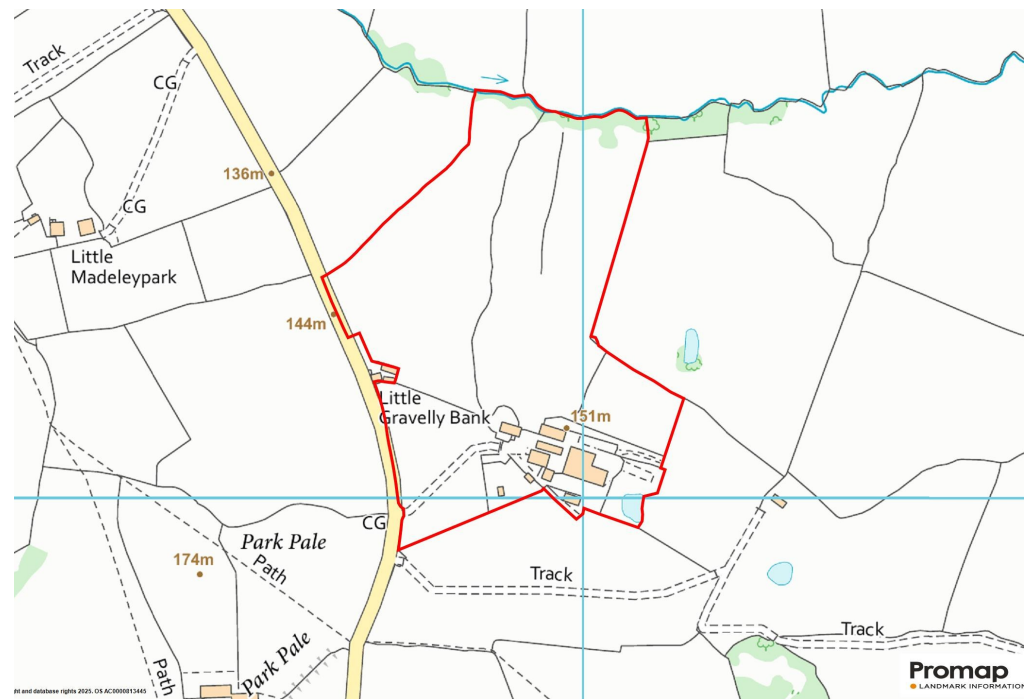 Track
CG
136m
CG
Little
Madeleypark
144m
Little
Gravelly Bank
151m
CG
Park Pale
174m
Path
Track
Track
Park Pale
Path
ht and database rights 2025. OS AC0000813445
Promap
LANDMARK INFORMATION